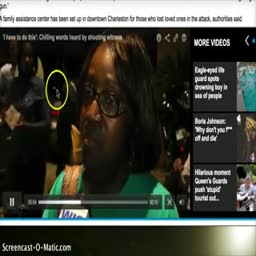 gun.'
A family assistance center has been set up in downtown Charleston for those who lost loved ones in the attack, authorities said
'I have to do this': Chilling words heard by shooting witness
MORE VIDEOS
Eagle-eyed life
guard spots
drowning boy in
sea of people
Boris Johnson:
'Why don't you f***
off and die'
Hilarious moment
Queen's Guards
push 'stupid'
tourist out...
Screencast-O-Matic.com